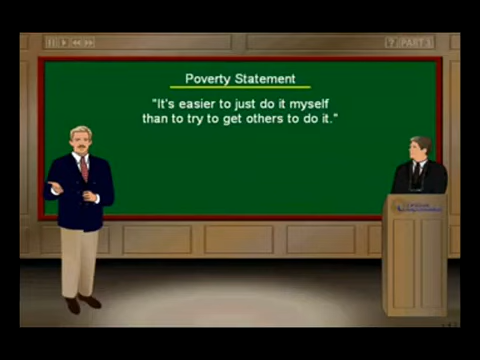 ? PART 1
Poverty Statement
"It's easier to just do it myself
than to try to get others to do it."